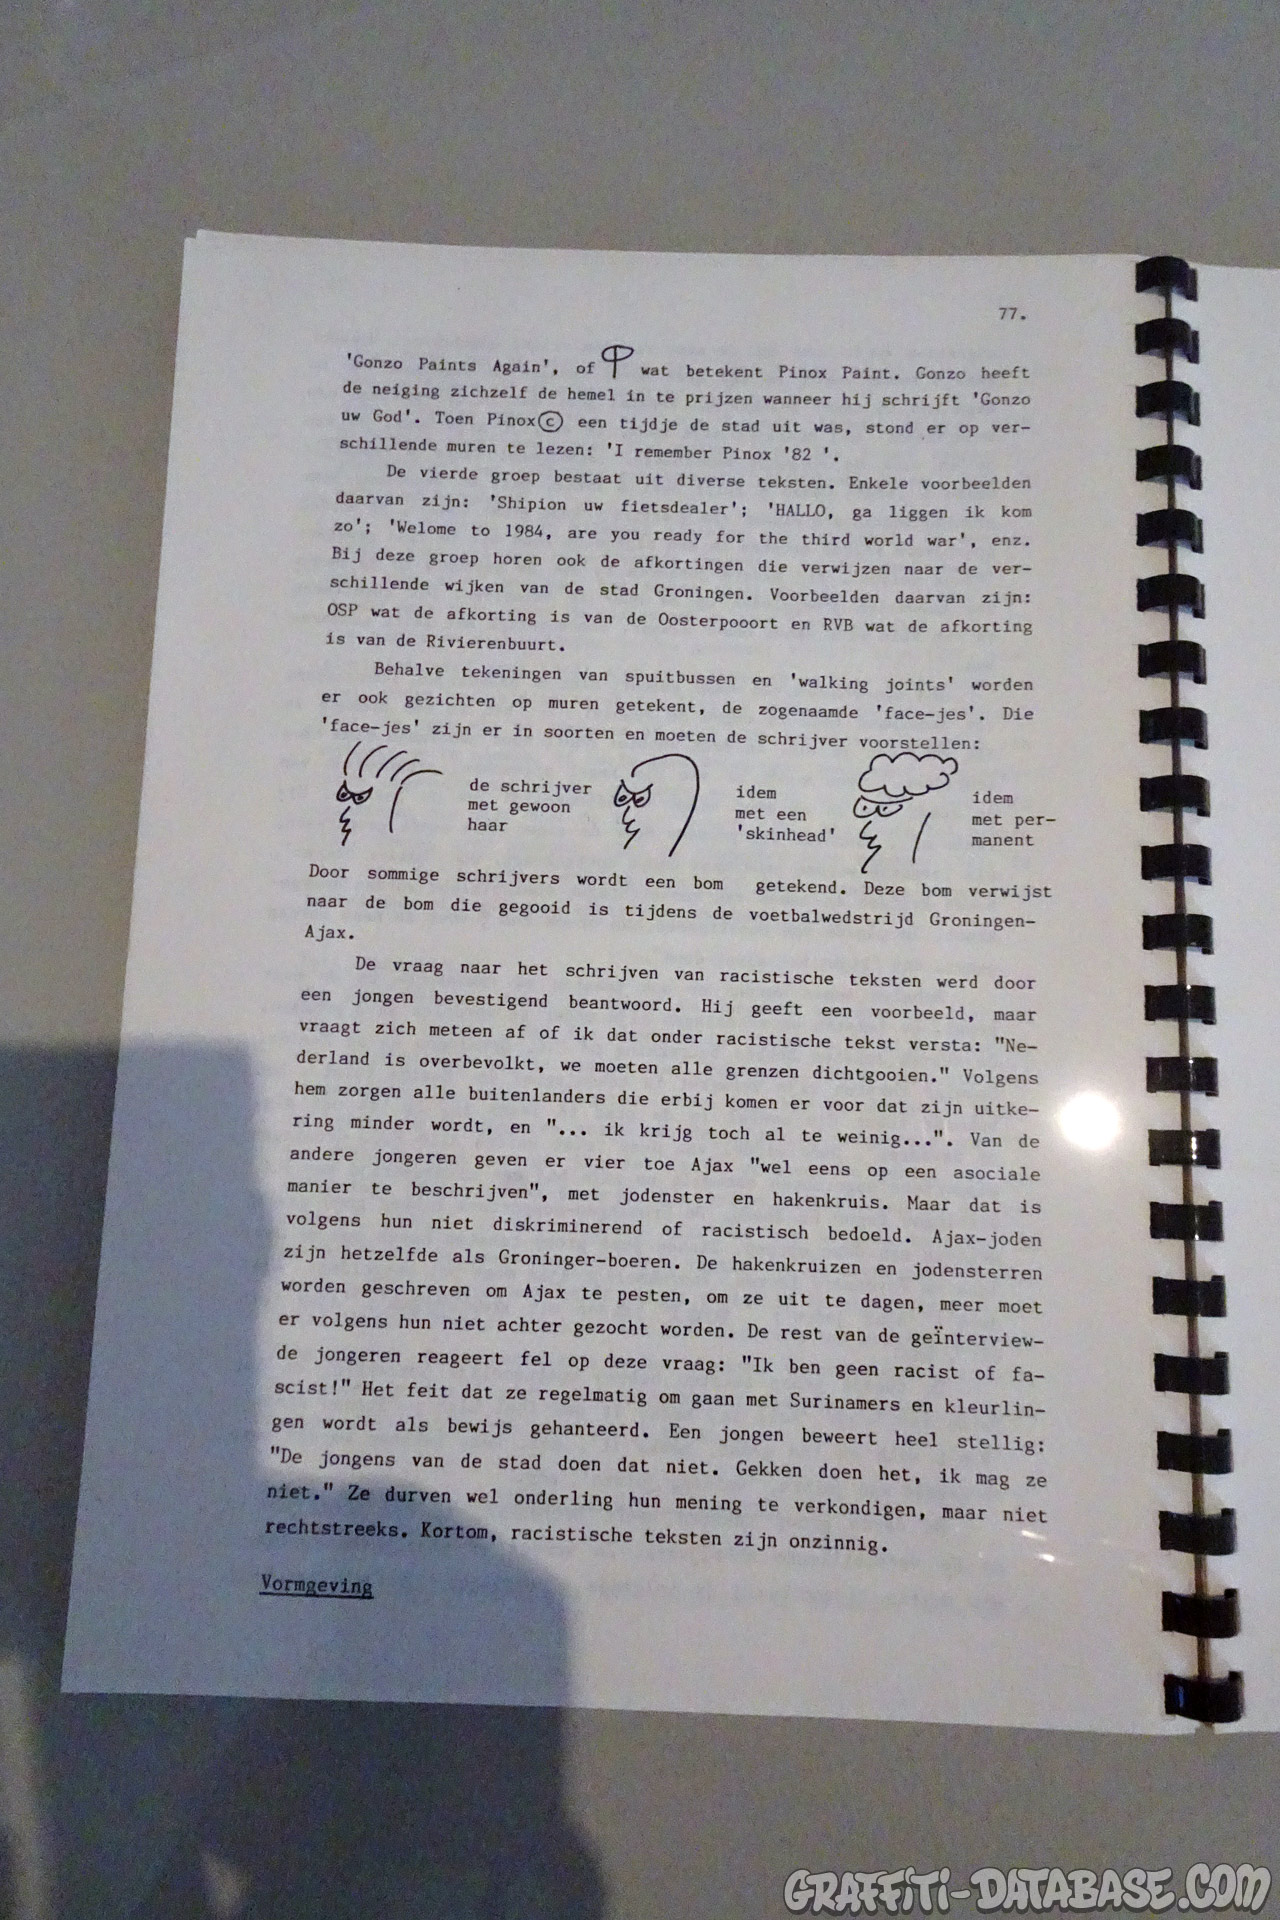 77.
'Gonzo Paints Again', of wat betekent Pinox Paint. Gonzo heeft
de neiging zichzelf de hemel in te prijzen wanneer hij schrijft 'Gonzo
uw God'. Toen Pinox© een tijdje de stad uit was, stond er op ver-
schillende muren te lezen: 'I remember Pinox '82 '.
De vierde groep bestaat uit diverse teksten. Enkele voorbeelden
daarvan zijn: 'Shipion uw fietsdealer'; 'HALLO, ga liggen ik kom
zo'; 'Welome to 1984, are you ready for the third world war', enz.
Bij deze groep horen ook de afkortingen die verwijzen naar de ver-
schillende wijken van de stad Groningen. Voorbeelden daarvan zijn:
OSP wat de afkorting is van de Oosterpooort en RVB wat de afkorting
is van de Rivierenbuurt.
Behalve tekeningen van spuitbussen en 'walking joints' worden
er ook gezichten op muren getekent, de zogenaamde 'face-jes'. Die
'face-jes' zijn er in soorten en moeten de schrijver voorstellen:
de schrijver
met gewoon
haar
idem
met een
'skinhead'
idem
met per-
manent
Door sommige schrijvers wordt een bom getekend. Deze bom verwijst
naar de bom die gegooid is tijdens de voetbalwedstrijd Groningen-
Ajax.
De vraag naar het schrijven van racistische teksten werd door
een jongen bevestigend beantwoord. Hij geeft een voorbeeld, maar
vraagt zich meteen af of ik dat onder racistische tekst versta: "Ne-
derland is overbevolkt, we moeten alle grenzen dichtgooien." Volgens
hem zorgen alle buitenlanders die erbij komen er voor dat zijn uitke-
ring minder wordt, en "... ik krijg toch al te weinig...". Van de
andere jongeren geven er vier toe Ajax "wel eens op een asociale
manier te beschrijven", met jodenster en hakenkruis. Maar dat is
volgens hun niet diskriminerend of racistisch bedoeld. Ajax-joden
zijn hetzelfde als Groninger-boeren. De hakenkruizen en jodensterren
worden geschreven om Ajax te pesten, om ze uit te dagen, meer moet
er volgens hun niet achter gezocht worden. De rest van de geïnterview-
de jongeren reageert fel op deze vraag: "Ik ben geen racist of fa-
scist!" Het feit dat ze regelmatig om gaan met Surinamers en kleurlin-
gen wordt als bewijs gehanteerd. Een jongen beweert heel stellig:
"De jongens van de stad doen dat niet. Gekken doen het, ik mag ze
niet." Ze durven wel onderling hun mening te verkondigen, maar niet
rechtstreeks. Kortom, racistische teksten zijn onzinnig.
Vormgeving
GRAFFITI-DATABASE.COM